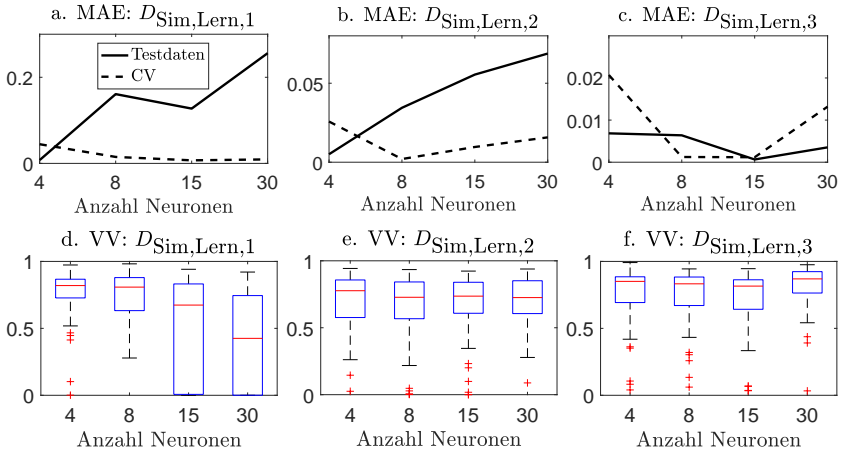 a. MAE: D_Sim,Lern,1
b. MAE: D_Sim,Lern,2
c. MAE: D_Sim,Lern,3
Testdaten
CV
0.2
0
4 8 15 30
Anzahl Neuronen
0.05
0
4 8 15 30
Anzahl Neuronen
0.02
0.01
0
4 8 15 30
Anzahl Neuronen
d. VV: D_Sim,Lern,1
e. VV: D_Sim,Lern,2
f. VV: D_Sim,Lern,3
1
0.5
0
4 8 15 30
Anzahl Neuronen
1
0.5
0
4 8 15 30
Anzahl Neuronen
1
0.5
0
4 8 15 30
Anzahl Neuronen